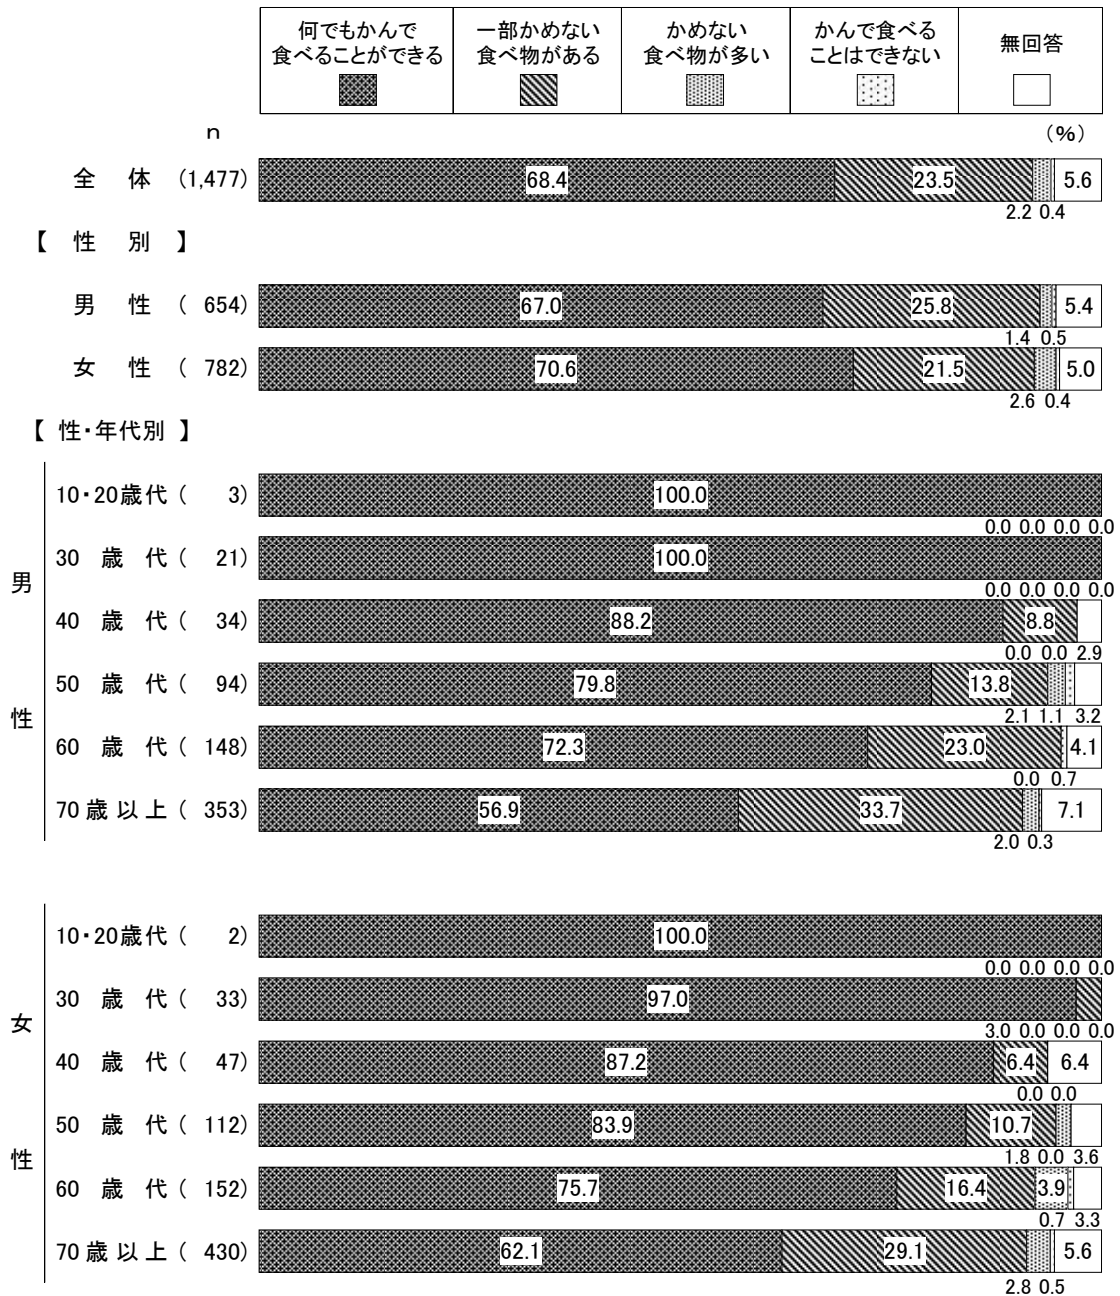 何でもかんで
食べることができる
一部かめない
食べ物がある
かめない
食べ物が多い
かんで食べる
ことはできない
無回答
n (%)
全 体 (1,477) 68.4 23.5 5.6
2.2 0.4
【 性 別 】
男 性 ( 654) 67.0 25.8 5.4
1.4 0.5
女 性 ( 782) 70.6 21.5 5.0
2.6 0.4
【 性・年代別 】
男性
10・20歳代 ( 3) 100.0
0.0 0.0 0.0 0.0
30 歳 代 ( 21) 100.0
0.0 0.0 0.0 0.0
40 歳 代 ( 34) 88.2 8.8
0.0 0.0 2.9
50 歳 代 ( 94) 79.8 13.8
2.1 1.1 3.2
60 歳 代 ( 148) 72.3 23.0 4.1
0.0 0.7
70 歳 以 上 ( 353) 56.9 33.7 7.1
2.0 0.3
女性
10・20歳代 ( 2) 100.0
0.0 0.0 0.0 0.0
30 歳 代 ( 33) 97.0
3.0 0.0 0.0 0.0
40 歳 代 ( 47) 87.2 6.4 6.4
0.0 0.0
50 歳 代 ( 112) 83.9 10.7
1.8 0.0 3.6
60 歳 代 ( 152) 75.7 16.4 3.9
0.7 3.3
70 歳 以 上 ( 430) 62.1 29.1 5.6
2.8 0.5